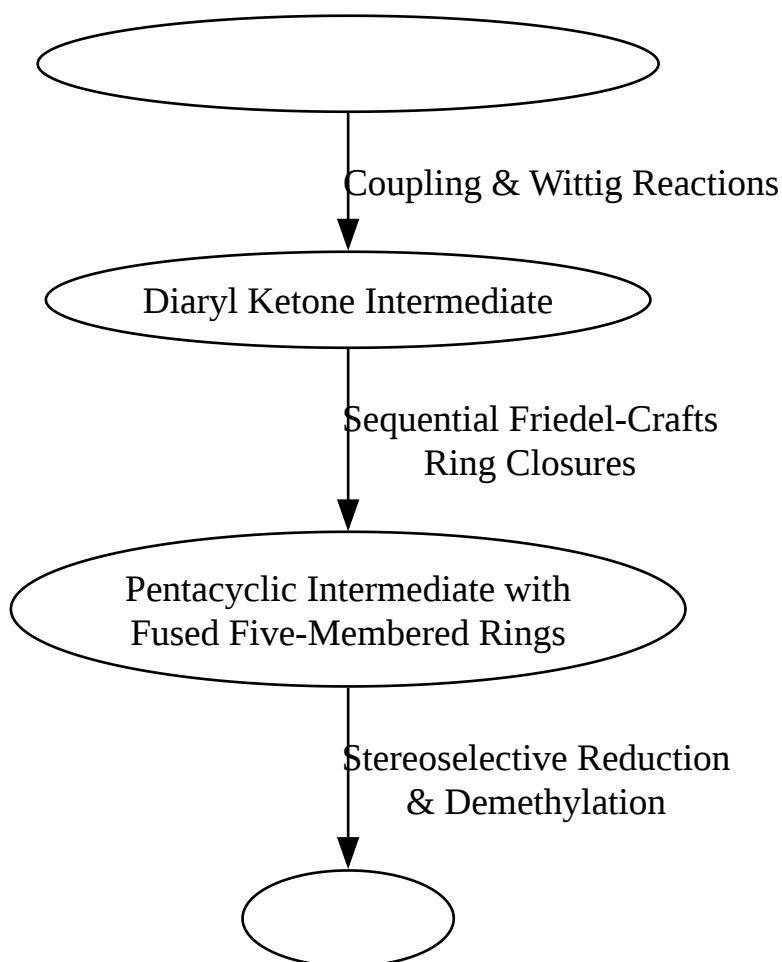 Coupling & Wittig Reactions
Diaryl Ketone Intermediate
Sequential Friedel-Crafts
Ring Closures
Pentacyclic Intermediate with
Fused Five-Membered Rings
Stereoselective Reduction
& Demethylation